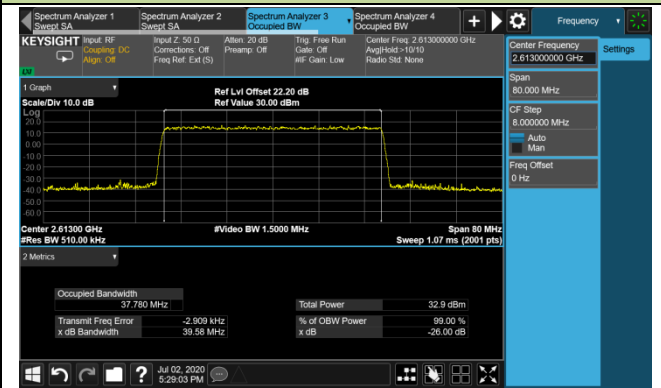 Spectrum Analyzer 1
Swept SA
Spectrum Analyzer 2
Swept SA
Spectrum Analyzer 3
Occupied BW
Spectrum Analyzer 4
Occupied BW
Frequency
KEYSIGHT
Input: RF
Coupling: DC
Align: Off
Input Z: 50 Ω
Corrections: Off
Freq Ref: Ext (S)
Atten: 20 dB
Preamp: Off
Trig: Free Run
Gate: Off
#IF Gain: Low
Center Freq: 2.613000000 GHz
Avg|Hold:>10/10
Radio Std: None
LXI
Center Frequency
2.613000000 GHz
Settings
Span
80.000 MHz
CF Step
8.000000 MHz
Auto
Man
Freq Offset
0 Hz
1 Graph
Scale/Div 10.0 dB
Ref Lvl Offset 22.20 dB
Ref Value 30.00 dBm
Log
20.0
10.0
0.00
-10.0
-20.0
-30.0
-40.0
-50.0
-60.0
Center 2.61300 GHz
#Res BW 510.00 kHz
#Video BW 1.5000 MHz
Span 80 MHz
Sweep 1.07 ms (2001 pts)
2 Metrics
Occupied Bandwidth
37.780 MHz
Total Power 32.9 dBm
Transmit Freq Error -2.909 kHz
% of OBW Power 99.00 %
x dB Bandwidth 39.58 MHz
x dB -26.00 dB
Jul 02, 2020
5:29:03 PM